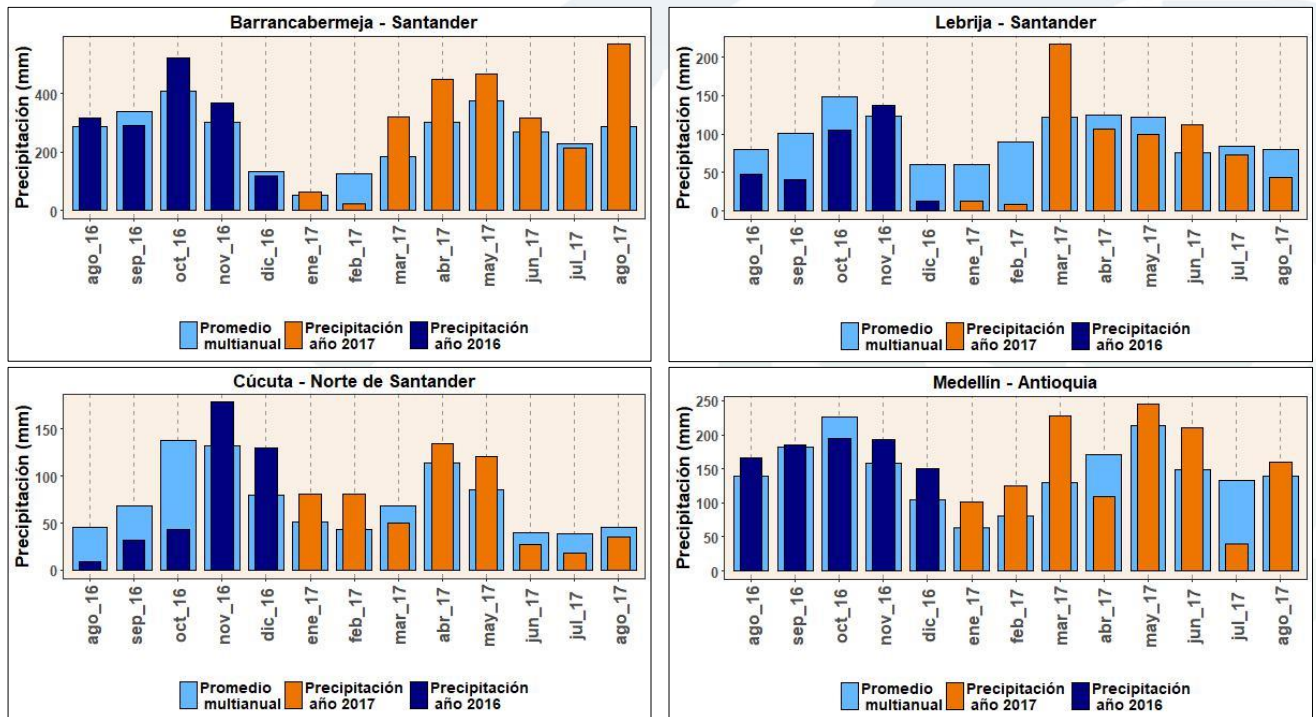 Barrancabermeja - Santander
Precipitación (mm)
400
200
0
ago_16
sep_16
oct_16
nov_16
dic_16
ene_17
feb_17
mar_17
abr_17
may_17
jun_17
jul_17
ago_17
Promedio multianual
Precipitación año 2017
Precipitación año 2016
Lebrija - Santander
Precipitación (mm)
200
150
100
50
0
ago_16
sep_16
oct_16
nov_16
dic_16
ene_17
feb_17
mar_17
abr_17
may_17
jun_17
jul_17
ago_17
Promedio multianual
Precipitación año 2017
Precipitación año 2016
Cúcuta - Norte de Santander
Precipitación (mm)
150
100
50
0
ago_16
sep_16
oct_16
nov_16
dic_16
ene_17
feb_17
mar_17
abr_17
may_17
jun_17
jul_17
ago_17
Promedio multianual
Precipitación año 2017
Precipitación año 2016
Medellín - Antioquia
Precipitación (mm)
250
200
150
100
50
0
ago_16
sep_16
oct_16
nov_16
dic_16
ene_17
feb_17
mar_17
abr_17
may_17
jun_17
jul_17
ago_17
Promedio multianual
Precipitación año 2017
Precipitación año 2016